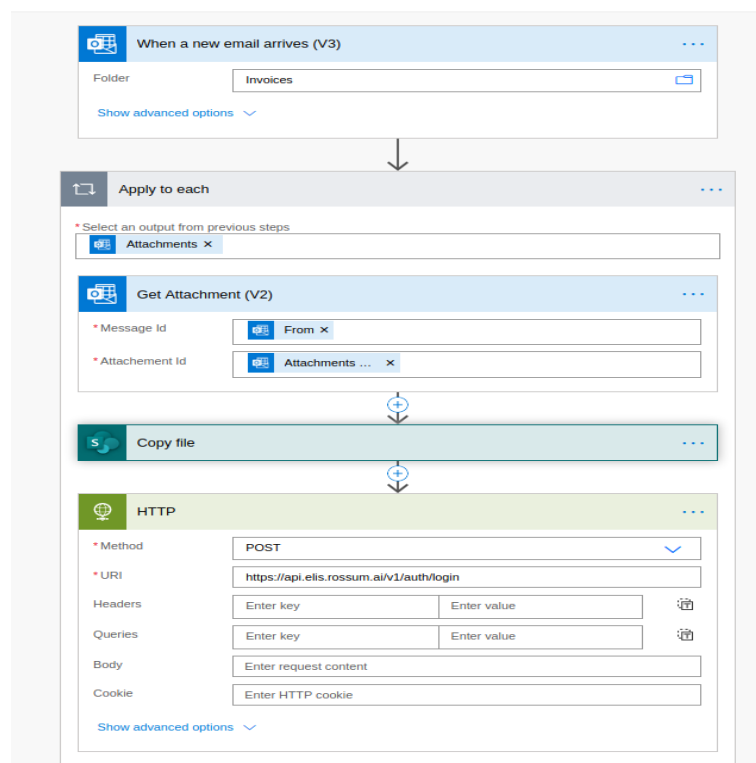 When a new email arrives (V3) ...
Folder Invoices
Show advanced options
Apply to each ...
* Select an output from previous steps
Attachments ×
Get Attachment (V2) ...
* Message Id From ×
* Attachement Id Attachments ... ×
S Copy file ...
HTTP ...
* Method POST
* URI https://api.elis.rossum.ai/v1/auth/login
Headers Enter key Enter value
Queries Enter key Enter value
Body Enter request content
Cookie Enter HTTP cookie
Show advanced options